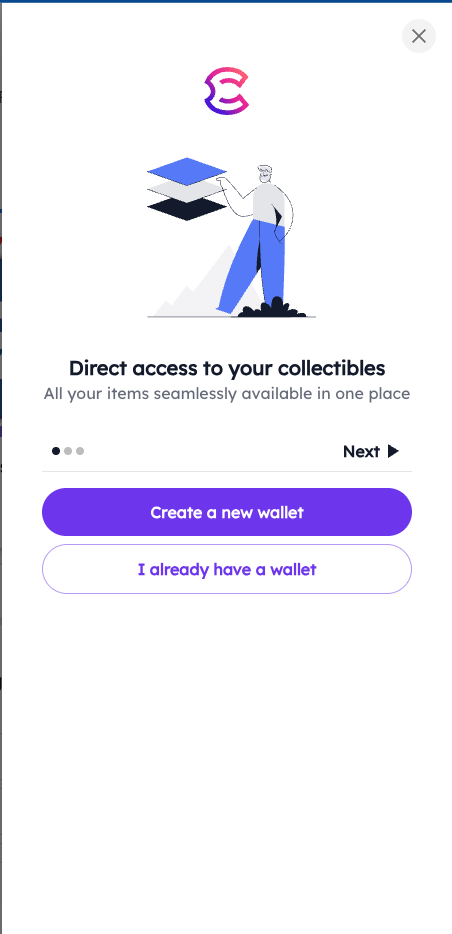 Direct access to your collectibles
All your items seamlessly available in one place
Next
Create a new wallet
I already have a wallet